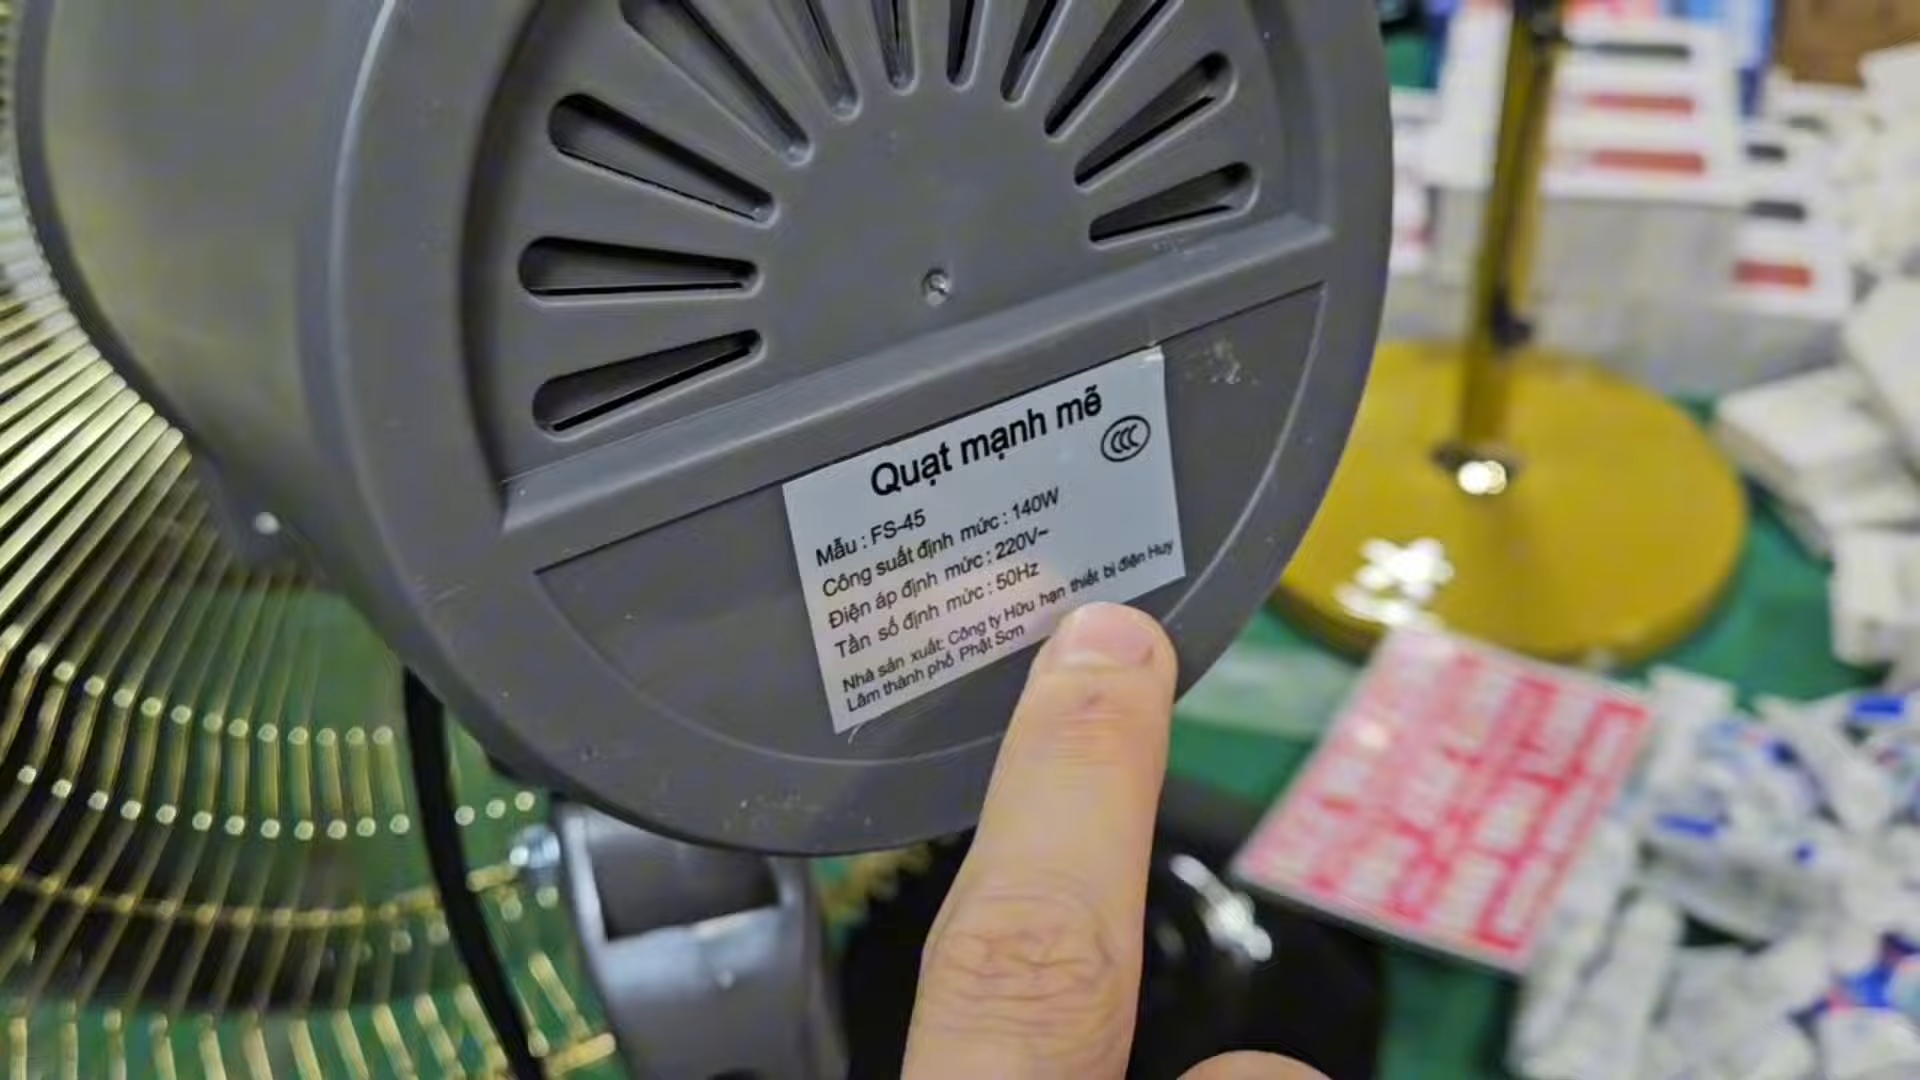 Quạt mạnh mẽ
CCC
Mẫu : FS-45
Công suất định mức : 140W
Điện áp định mức : 220V~
Tần số định mức : 50Hz
Nhà sản xuất: Công ty Hữu hạn thiết bị điện Huy
Lâm thành phố Phật Sơn